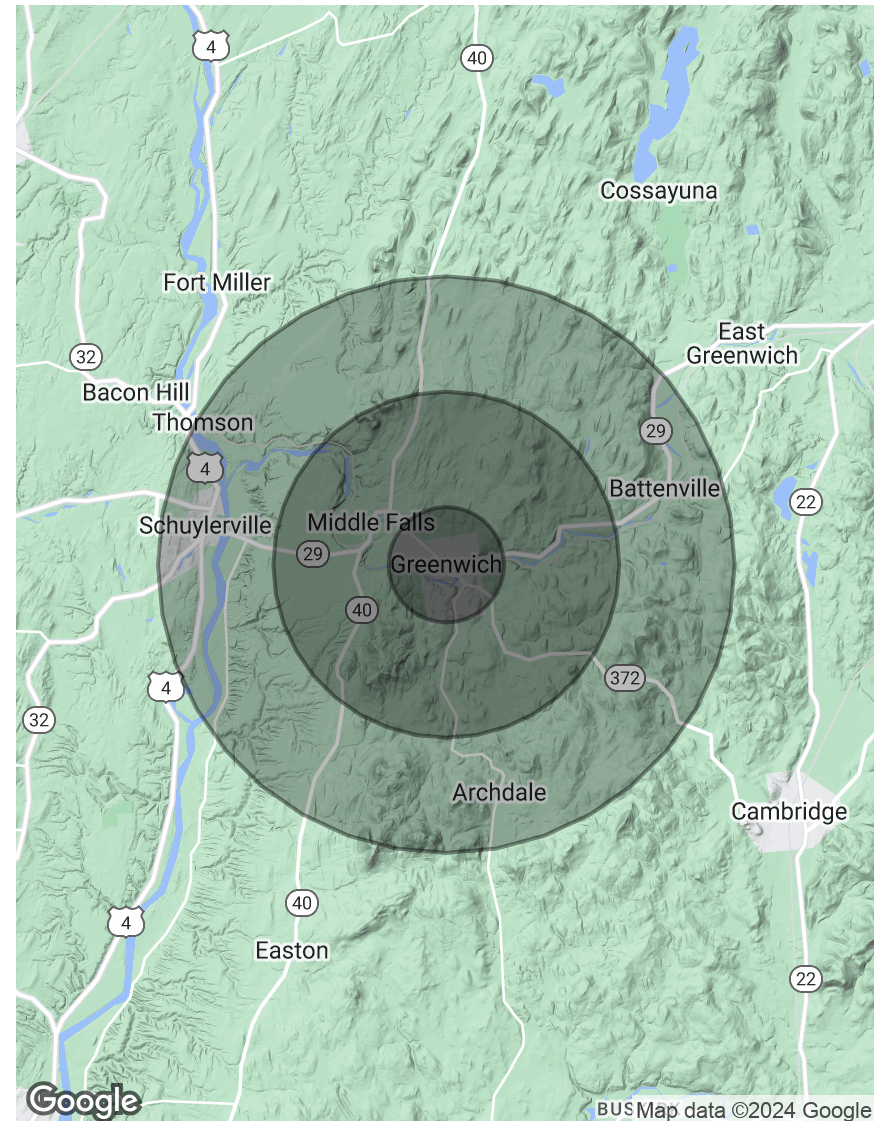 4
40
Cossayuna
Fort Miller
East
Greenwich
32
Bacon Hill
Thomson
29
4
Battenville
22
Schuylerville
Middle Falls
29
Greenwich
40
372
4
32
Archdale
Cambridge
40
4
Easton
22
Google
BUS
Map data ©2024 Google